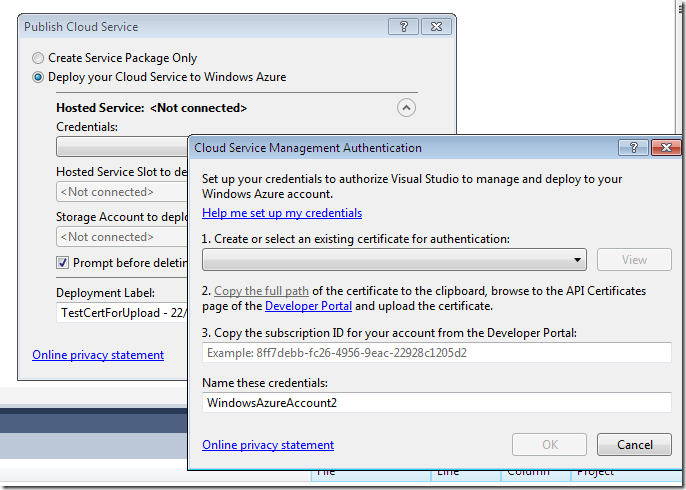 Publish Cloud Service
Create Service Package Only
Deploy your Cloud Service to Windows Azure
Hosted Service: <Not connected>
Credentials:
Hosted Service Slot to de
<Not connected>
Storage Account to deplo
<Not connected>
Prompt before deletin
Deployment Label:
TestCertForUpload - 22/
Online privacy statement
Cloud Service Management Authentication
Set up your credentials to authorize Visual Studio to manage and deploy to your
Windows Azure account.
Help me set up my credentials
1. Create or select an existing certificate for authentication:
View
2. Copy the full path of the certificate to the clipboard, browse to the API Certificates
page of the Developer Portal and upload the certificate.
3. Copy the subscription ID for your account from the Developer Portal:
Example: 8ff7debb-fc26-4956-9eac-22928c1205d2
Name these credentials:
WindowsAzureAccount2
Online privacy statement
OK
Cancel
File
Line
Column
Project